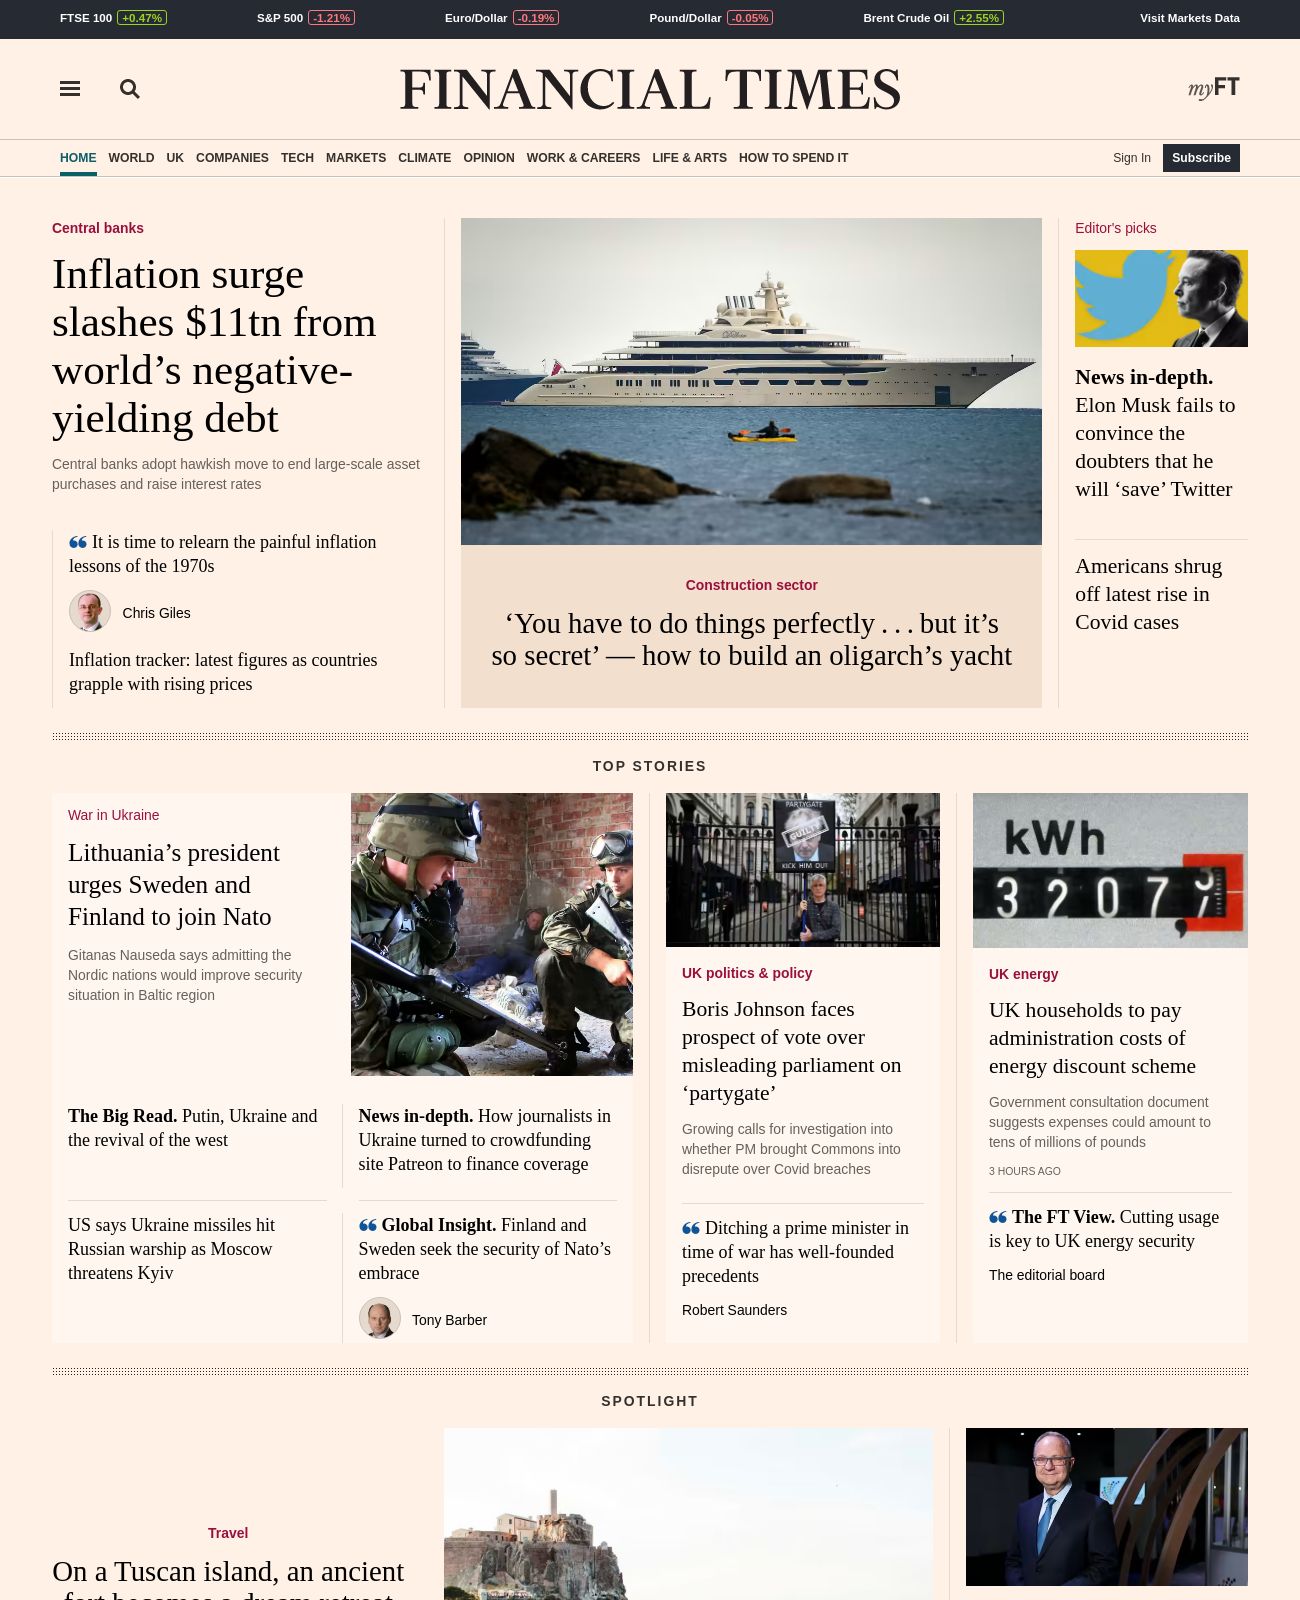 FTSE 100 +0.47%
S&P 500 -1.21%
Euro/Dollar -0.19%
Pound/Dollar -0.05%
Brent Crude Oil +2.55%
Visit Markets Data
FINANCIAL TIMES
myFT
HOME WORLD UK COMPANIES TECH MARKETS CLIMATE OPINION WORK & CAREERS LIFE & ARTS HOW TO SPEND IT
Sign In Subscribe
Central banks
Inflation surge
slashes $11tn from
world’s negative-
yielding debt
Central banks adopt hawkish move to end large-scale asset
purchases and raise interest rates
“ It is time to relearn the painful inflation
lessons of the 1970s
Chris Giles
Inflation tracker: latest figures as countries
grapple with rising prices
Construction sector
‘You have to do things perfectly . . . but it’s
so secret’ — how to build an oligarch’s yacht
Editor's picks
News in-depth.
Elon Musk fails to
convince the
doubters that he
will ‘save’ Twitter
Americans shrug
off latest rise in
Covid cases
TOP STORIES
War in Ukraine
Lithuania’s president
urges Sweden and
Finland to join Nato
Gitanas Nauseda says admitting the
Nordic nations would improve security
situation in Baltic region
The Big Read. Putin, Ukraine and
the revival of the west
News in-depth. How journalists in
Ukraine turned to crowdfunding
site Patreon to finance coverage
US says Ukraine missiles hit
Russian warship as Moscow
threatens Kyiv
“ Global Insight. Finland and
Sweden seek the security of Nato’s
embrace
Tony Barber
PARTYGATE
GUILTY
KICK HIM OUT
UK politics & policy
Boris Johnson faces
prospect of vote over
misleading parliament on
‘partygate’
Growing calls for investigation into
whether PM brought Commons into
disrepute over Covid breaches
“ Ditching a prime minister in
time of war has well-founded
precedents
Robert Saunders
kWh
3207
UK energy
UK households to pay
administration costs of
energy discount scheme
Government consultation document
suggests expenses could amount to
tens of millions of pounds
3 HOURS AGO
“ The FT View. Cutting usage
is key to UK energy security
The editorial board
SPOTLIGHT
Travel
On a Tuscan island, an ancient
fort becomes a dream retreat